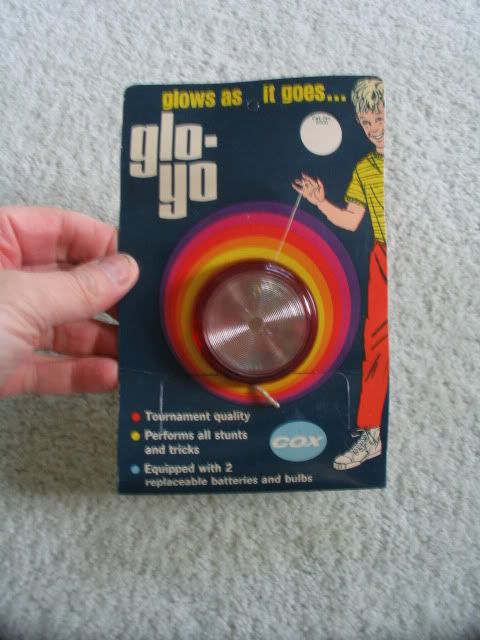 glows as it goes...
glo-
yo
Tournament quality
Performs all stunts
and tricks
COX
Equipped with 2
replaceable batteries and bulbs